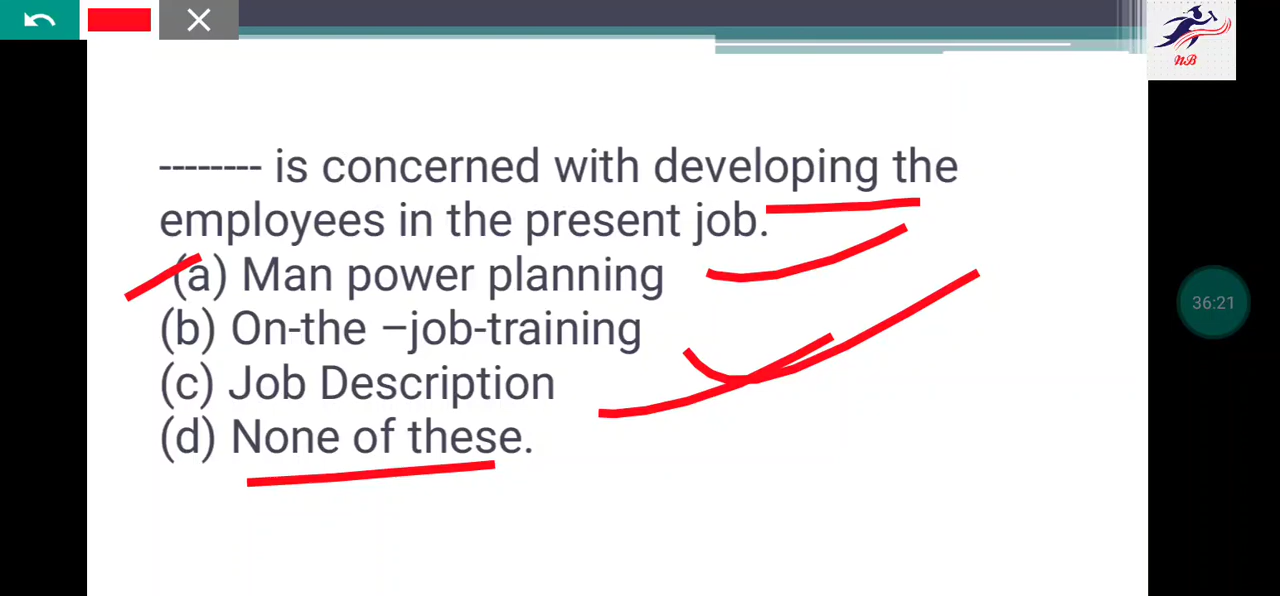 -------- is concerned with developing the
employees in the present job.
(a) Man power planning
(b) On-the –job-training
(c) Job Description
(d) None of these.
NB
36:21